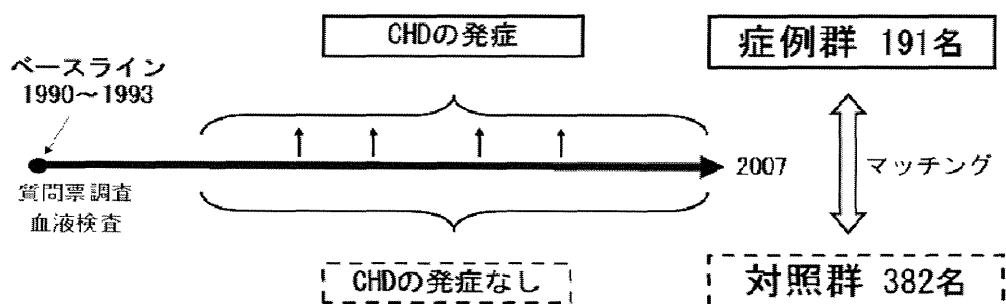 CHDの発症
症例群 191名
ベースライン
1990～1993
2007
マッチング
質問票調査
血液検査
CHDの発症なし
対照群 382名